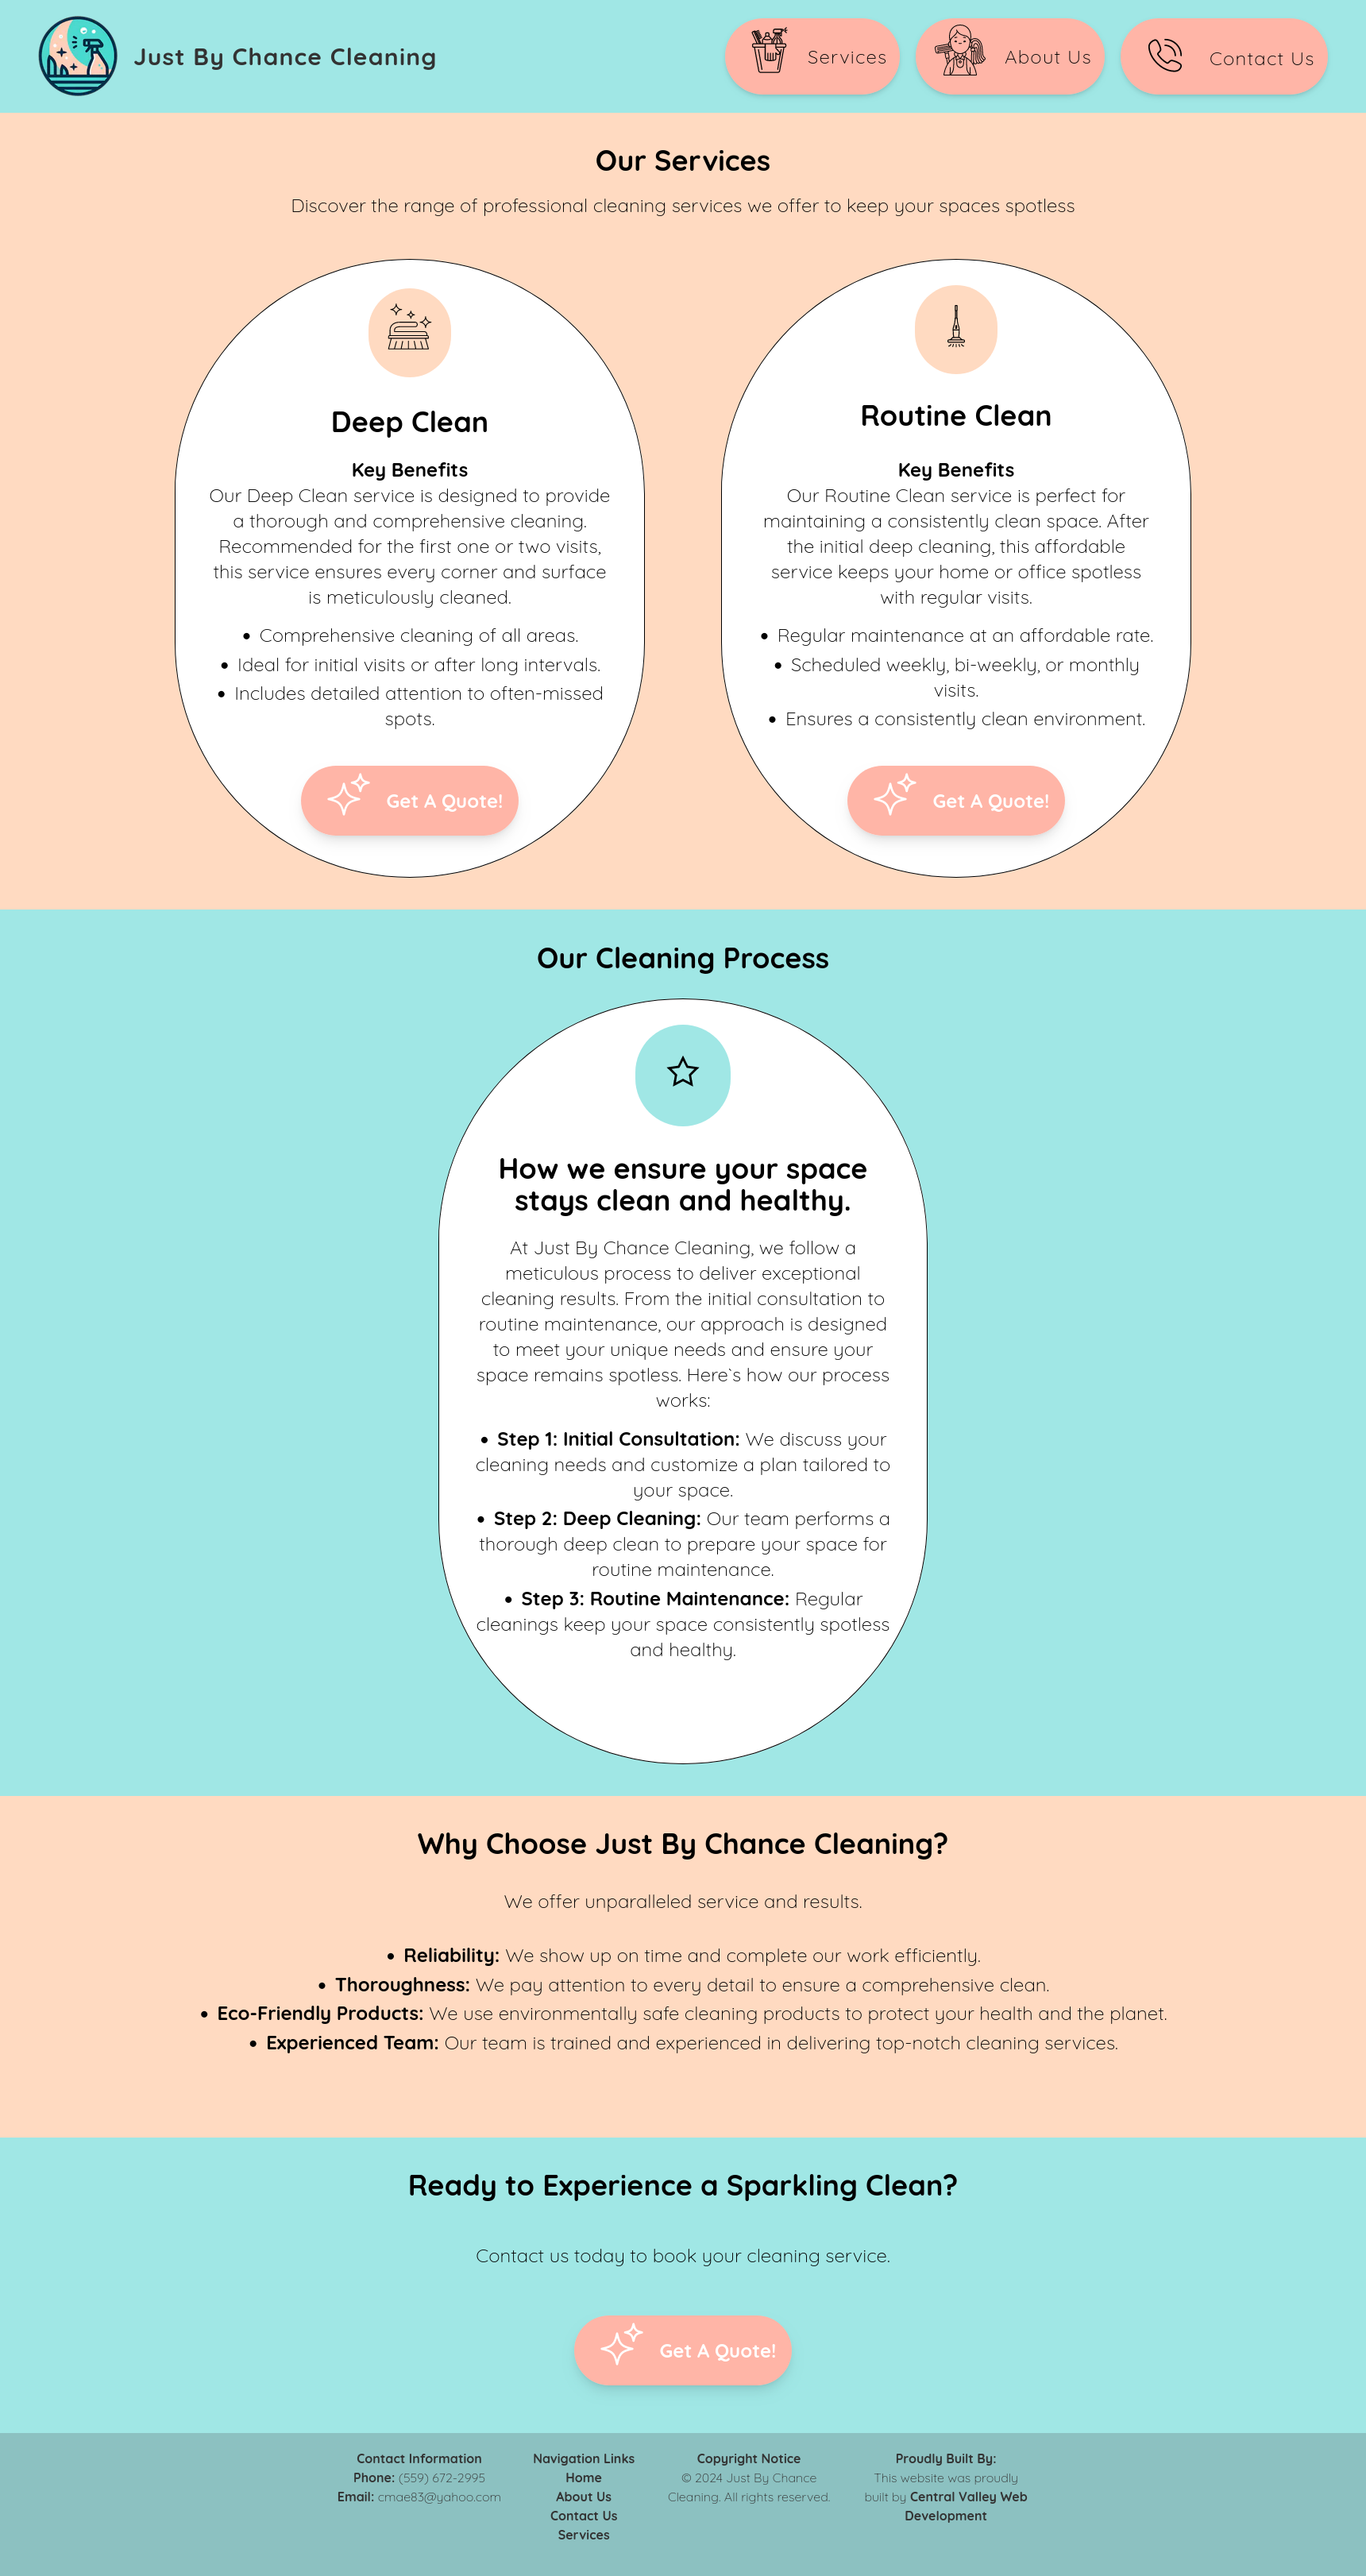 Just By Chance Cleaning
Services
About Us
Contact Us
Our Services
Discover the range of professional cleaning services we offer to keep your spaces spotless
Deep Clean
Key Benefits
Our Deep Clean service is designed to provide
a thorough and comprehensive cleaning.
Recommended for the first one or two visits,
this service ensures every corner and surface
is meticulously cleaned.
• Comprehensive cleaning of all areas.
• Ideal for initial visits or after long intervals.
• Includes detailed attention to often-missed
spots.
Get A Quote!
Routine Clean
Key Benefits
Our Routine Clean service is perfect for
maintaining a consistently clean space. After
the initial deep cleaning, this affordable
service keeps your home or office spotless
with regular visits.
• Regular maintenance at an affordable rate.
• Scheduled weekly, bi-weekly, or monthly
visits.
• Ensures a consistently clean environment.
Get A Quote!
Our Cleaning Process
How we ensure your space
stays clean and healthy.
At Just By Chance Cleaning, we follow a
meticulous process to deliver exceptional
cleaning results. From the initial consultation to
routine maintenance, our approach is designed
to meet your unique needs and ensure your
space remains spotless. Here`s how our process
works:
• Step 1: Initial Consultation: We discuss your
cleaning needs and customize a plan tailored to
your space.
• Step 2: Deep Cleaning: Our team performs a
thorough deep clean to prepare your space for
routine maintenance.
• Step 3: Routine Maintenance: Regular
cleanings keep your space consistently spotless
and healthy.
Why Choose Just By Chance Cleaning?
We offer unparalleled service and results.
• Reliability: We show up on time and complete our work efficiently.
• Thoroughness: We pay attention to every detail to ensure a comprehensive clean.
• Eco-Friendly Products: We use environmentally safe cleaning products to protect your health and the planet.
• Experienced Team: Our team is trained and experienced in delivering top-notch cleaning services.
Ready to Experience a Sparkling Clean?
Contact us today to book your cleaning service.
Get A Quote!
Contact Information
Phone: (559) 672-2995
Email: cmae83@yahoo.com
Navigation Links
Home
About Us
Contact Us
Services
Copyright Notice
© 2024 Just By Chance
Cleaning. All rights reserved.
Proudly Built By:
This website was proudly
built by Central Valley Web
Development